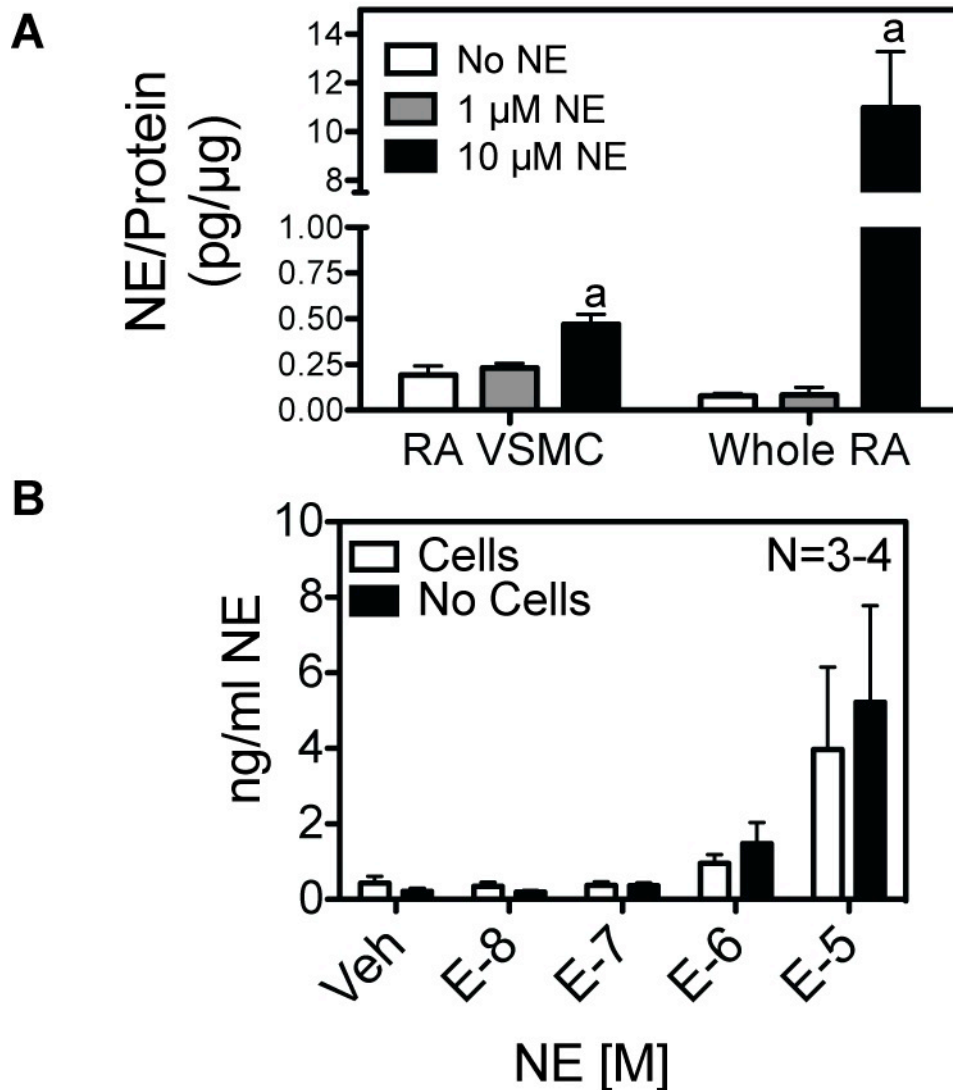 A
NE/Protein
(pg/µg)
14
12
10
8
1.00
0.75
0.50
0.25
0.00
No NE
1 µM NE
10 µM NE
a
a
RA VSMC
Whole RA
B
ng/ml NE
10
8
6
4
2
0
Cells
No Cells
N=3-4
Veh
E-8
E-7
E-6
E-5
NE [M]